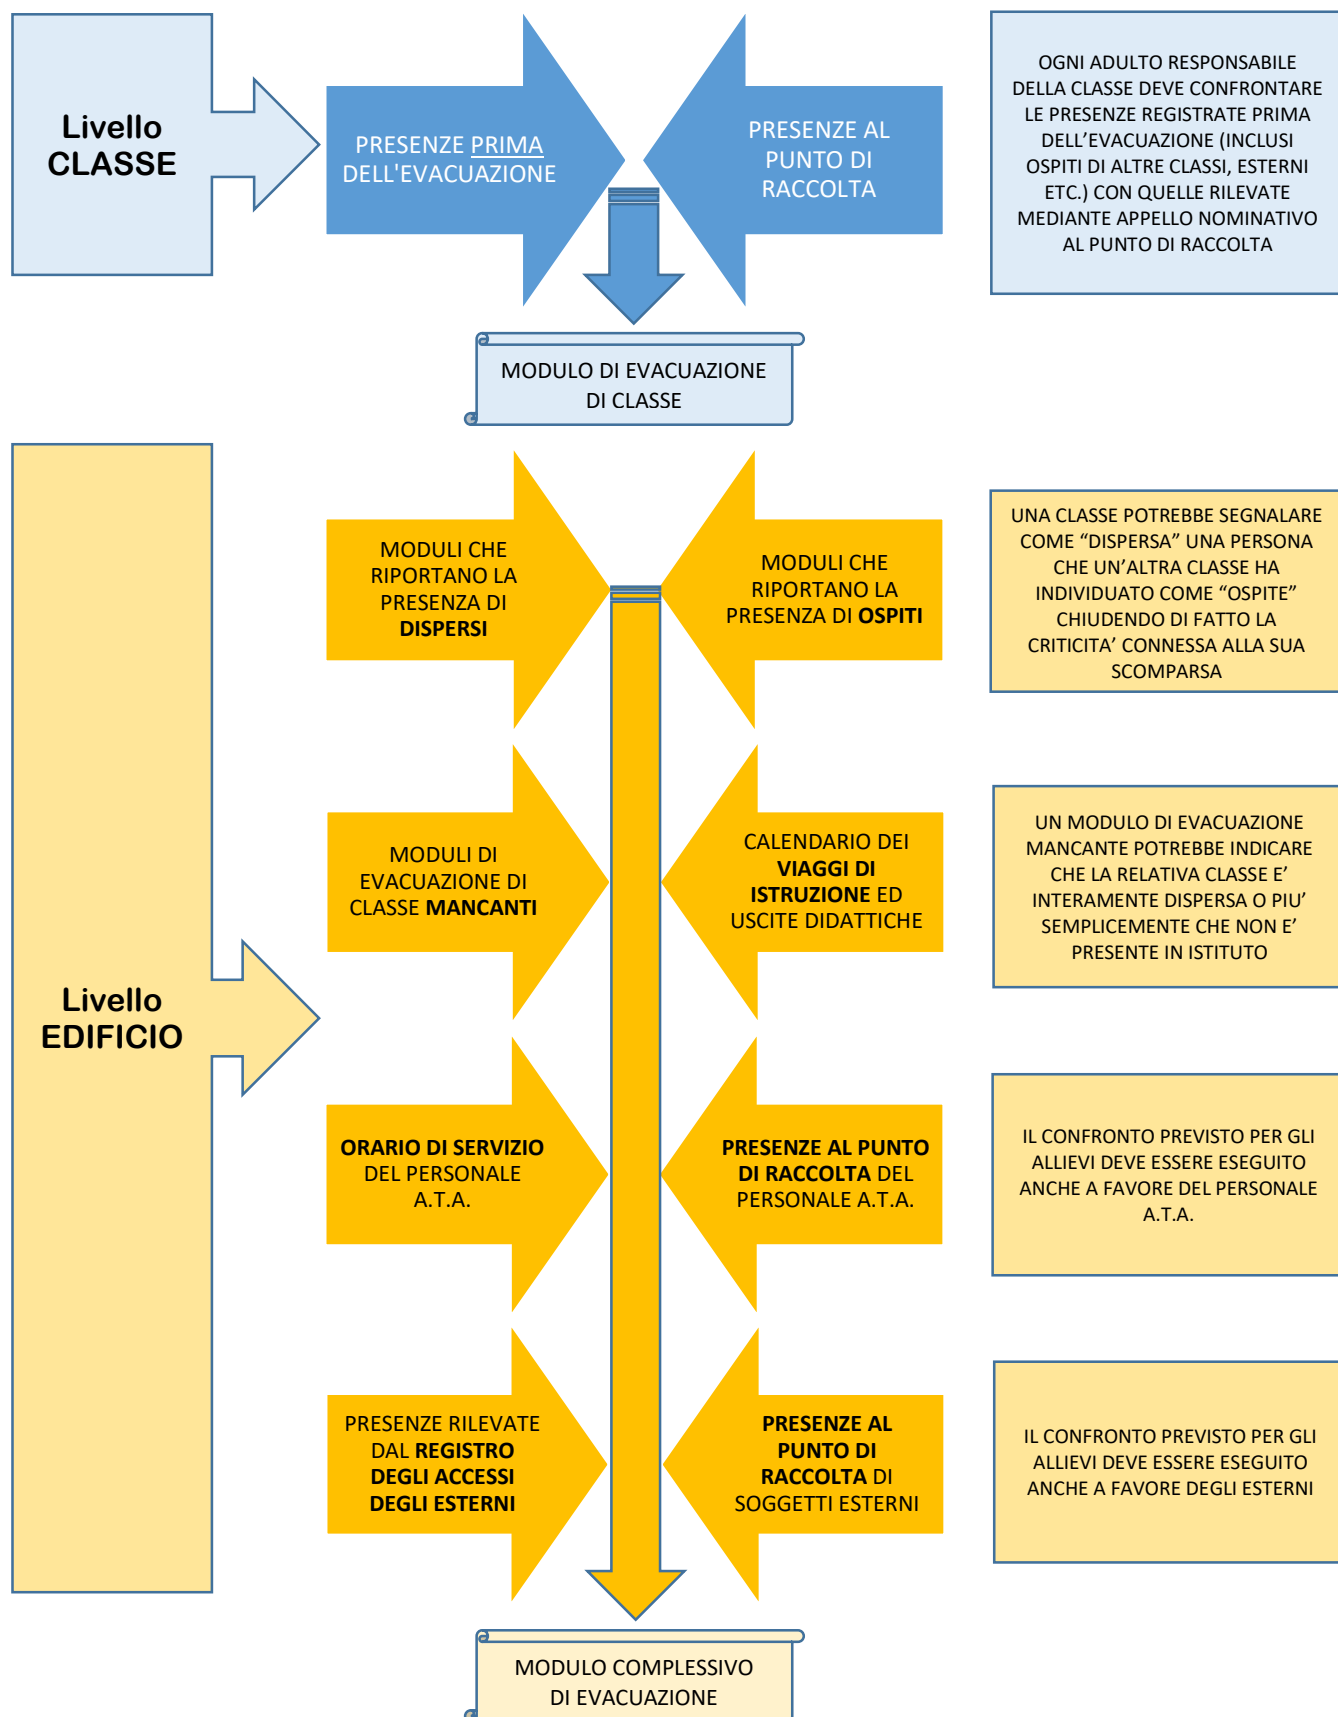 Livello
CLASSE
PRESENZE PRIMA
DELL'EVACUAZIONE
PRESENZE AL
PUNTO DI
RACCOLTA
OGNI ADULTO RESPONSABILE
DELLA CLASSE DEVE CONFRONTARE
LE PRESENZE REGISTRATE PRIMA
DELL’EVACUAZIONE (INCLUSI
OSPITI DI ALTRE CLASSI, ESTERNI
ETC.) CON QUELLE RILEVATE
MEDIANTE APPELLO NOMINATIVO
AL PUNTO DI RACCOLTA
MODULO DI EVACUAZIONE
DI CLASSE
Livello
EDIFICIO
MODULI CHE
RIPORTANO LA
PRESENZA DI
DISPERSI
MODULI CHE
RIPORTANO LA
PRESENZA DI OSPITI
UNA CLASSE POTREBBE SEGNALARE
COME “DISPERSA” UNA PERSONA
CHE UN’ALTRA CLASSE HA
INDIVIDUATO COME “OSPITE”
CHIUDENDO DI FATTO LA
CRITICITA’ CONNESSA ALLA SUA
SCOMPARSA
MODULI DI
EVACUAZIONE DI
CLASSE MANCANTI
CALENDARIO DEI
VIAGGI DI
ISTRUZIONE ED
USCITE DIDATTICHE
UN MODULO DI EVACUAZIONE
MANCANTE POTREBBE INDICARE
CHE LA RELATIVA CLASSE E’
INTERAMENTE DISPERSA O PIU’
SEMPLICEMENTE CHE NON E’
PRESENTE IN ISTITUTO
ORARIO DI SERVIZIO
DEL PERSONALE
A.T.A.
PRESENZE AL PUNTO
DI RACCOLTA DEL
PERSONALE A.T.A.
IL CONFRONTO PREVISTO PER GLI
ALLIEVI DEVE ESSERE ESEGUITO
ANCHE A FAVORE DEL PERSONALE
A.T.A.
PRESENZE RILEVATE
DAL REGISTRO
DEGLI ACCESSI
DEGLI ESTERNI
PRESENZE AL
PUNTO DI
RACCOLTA DI
SOGGETTI ESTERNI
IL CONFRONTO PREVISTO PER GLI
ALLIEVI DEVE ESSERE ESEGUITO
ANCHE A FAVORE DEGLI ESTERNI
MODULO COMPLESSIVO
DI EVACUAZIONE